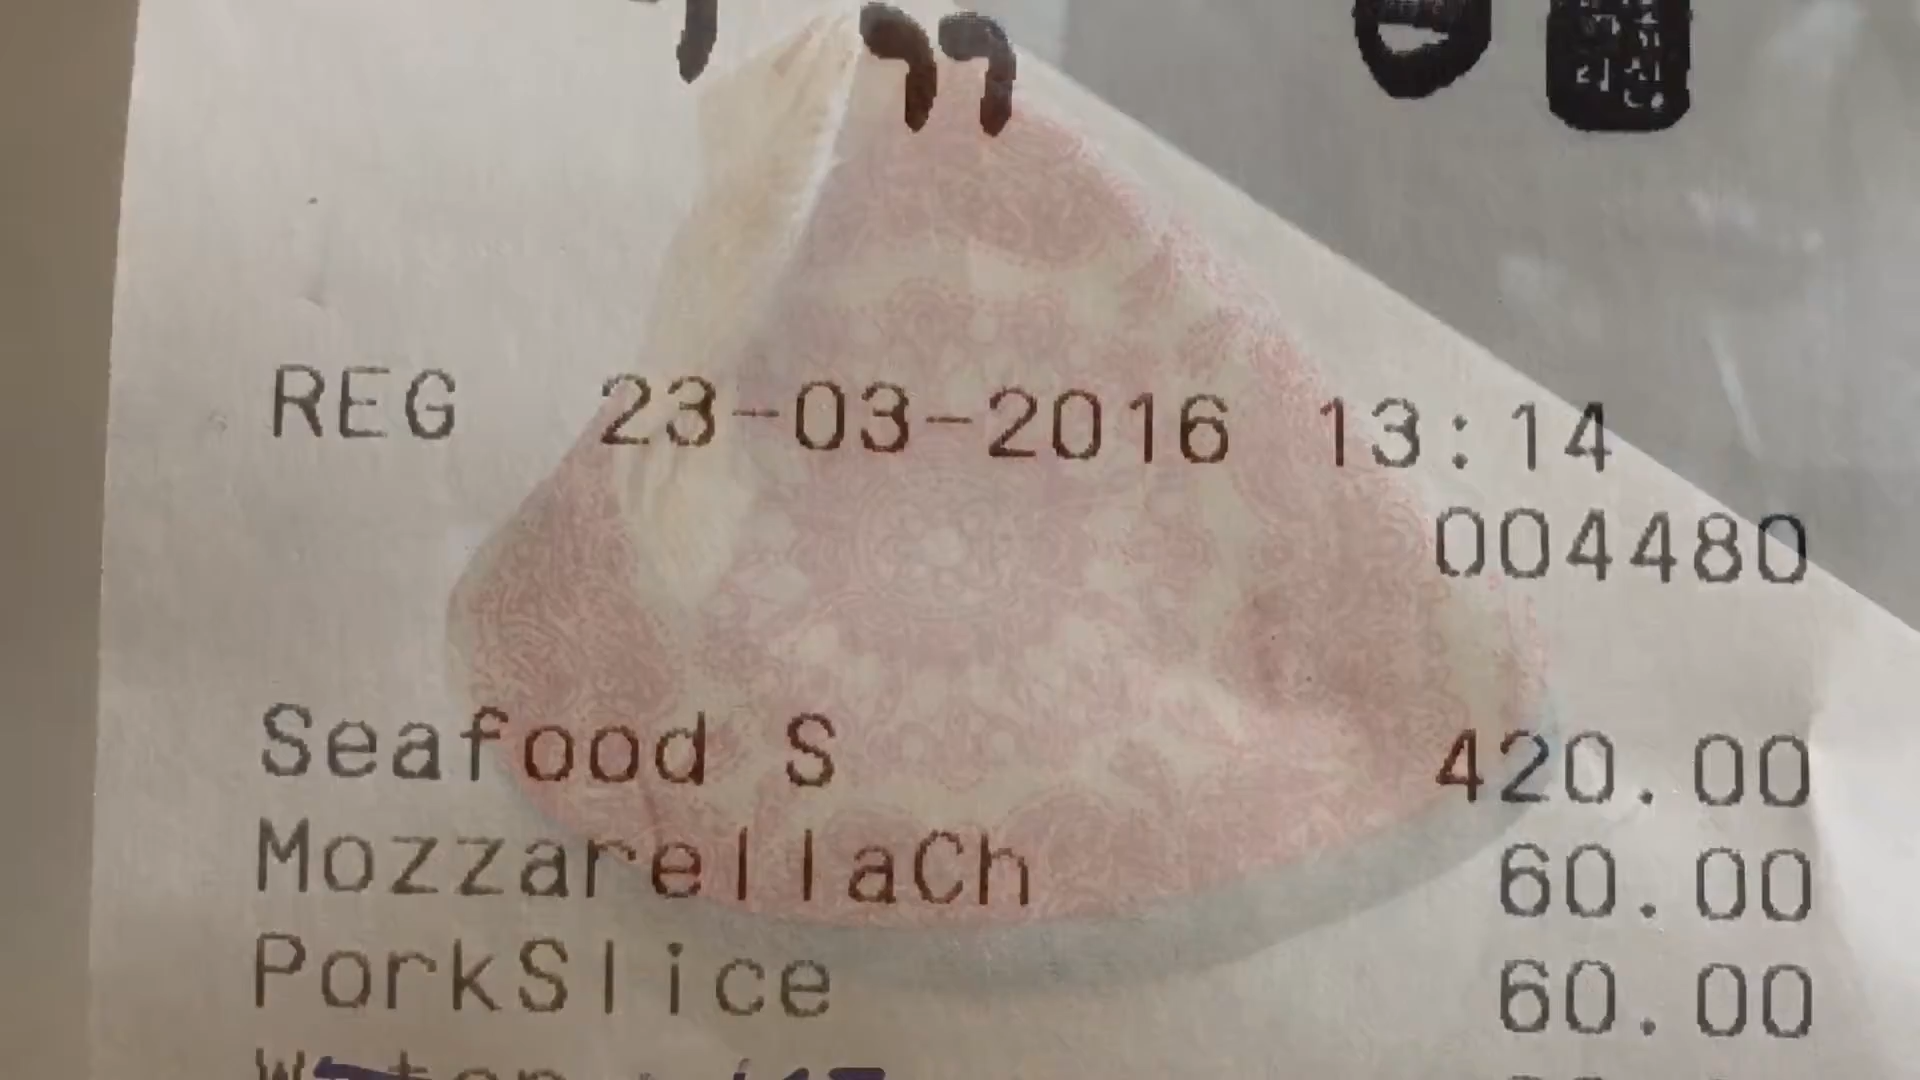 REG 23-03-2016 13:14
004480
Seafood S 420.00
MozzarellaCh 60.00
PorkSlice 60.00